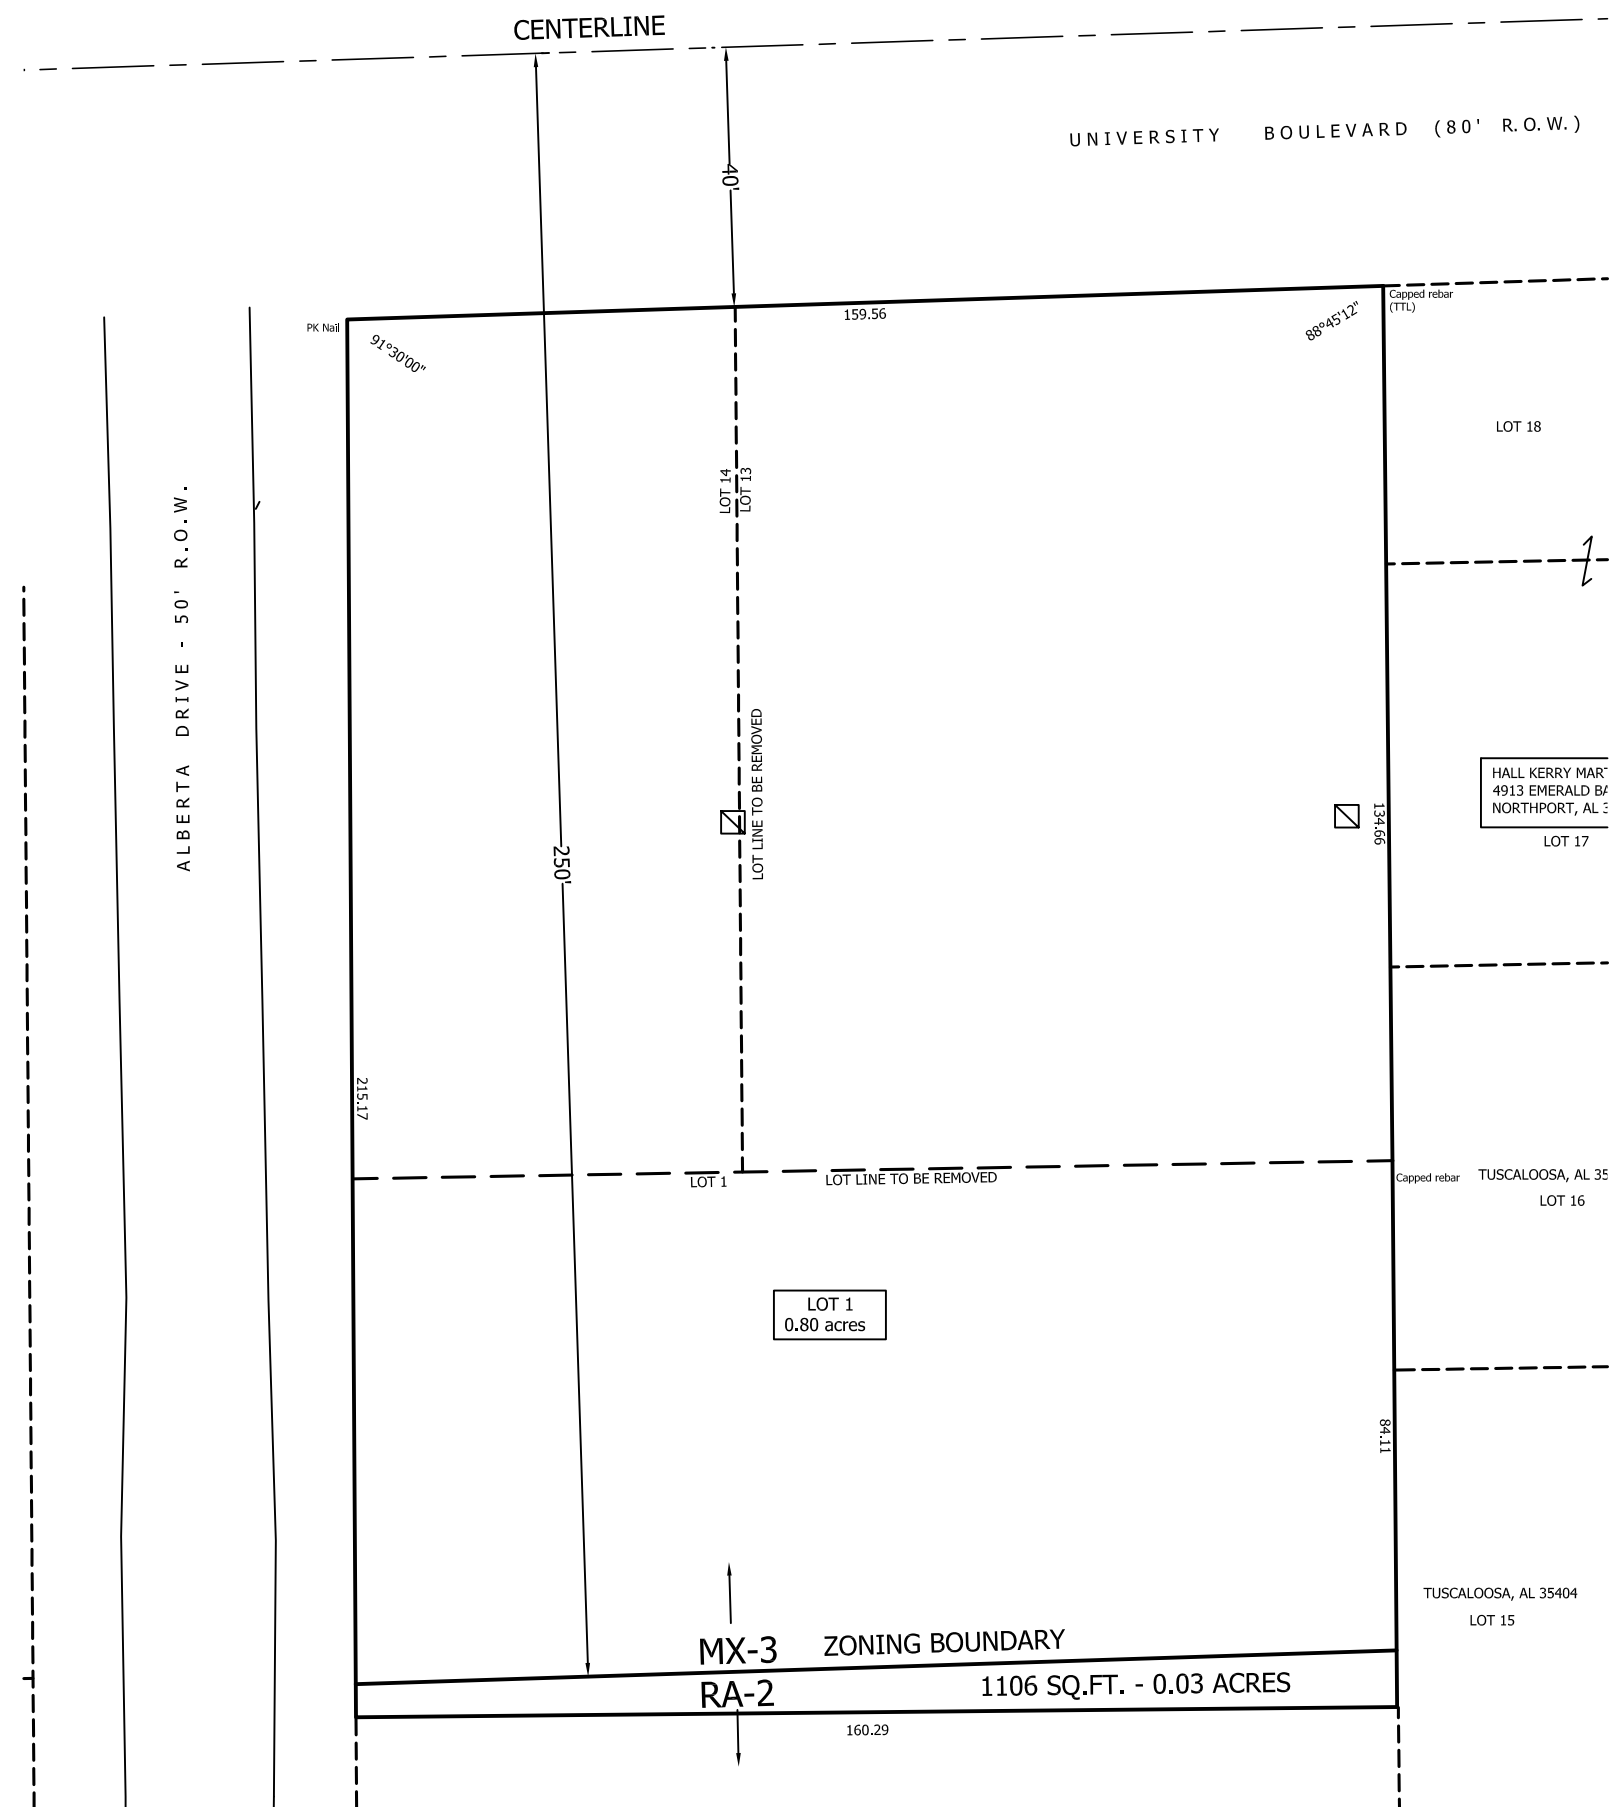 CENTERLINE
UNIVERSITY BOULEVARD (80' R.O.W.)
40'
159.56
PK Nail
91°30'00"
88°45'12"
Capped rebar
(TTL)
LOT 18
LOT 14
LOT 13
ALBERTA DRIVE - 50' R.O.W.
LOT LINE TO BE REMOVED
250'
134.66
HALL KERRY MART
4913 EMERALD BA
NORTHPORT, AL 3
LOT 17
215.17
LOT 1
LOT LINE TO BE REMOVED
Capped rebar
TUSCALOOSA, AL 35
LOT 16
LOT 1
0.80 acres
84.11
TUSCALOOSA, AL 35404
LOT 15
MX-3 ZONING BOUNDARY
RA-2 1106 SQ.FT. - 0.03 ACRES
160.29